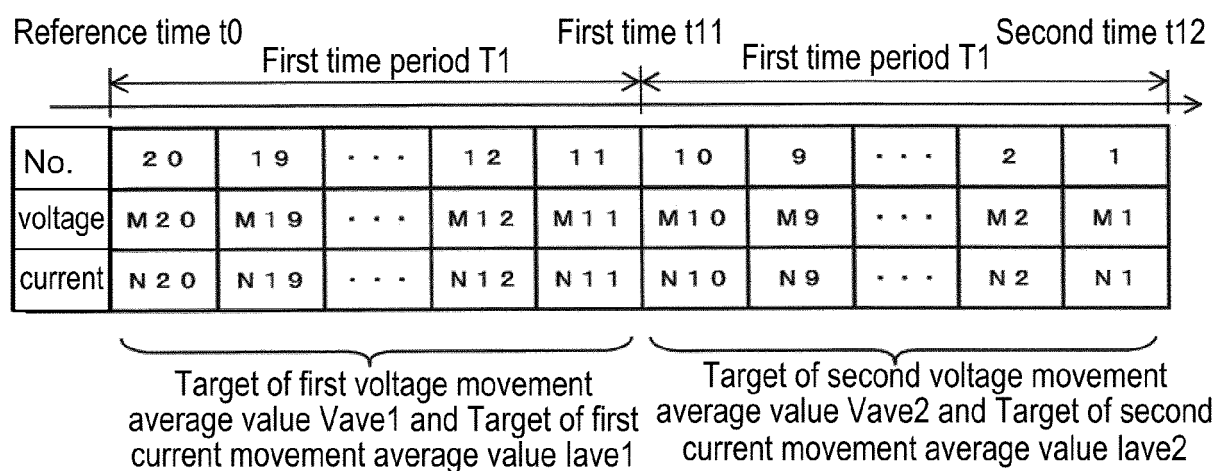 Reference time t0 First time t11 Second time t12
First time period T1 First time period T1
No. 20 19 ... 12 11 10 9 ... 2 1
voltage M20 M19 ... M12 M11 M10 M9 ... M2 M1
current N20 N19 ... N12 N11 N10 N9 ... N2 N1
Target of first voltage movement
average value Vave1 and Target of first
current movement average value Iave1
Target of second voltage movement
average value Vave2 and Target of second
current movement average value Iave2